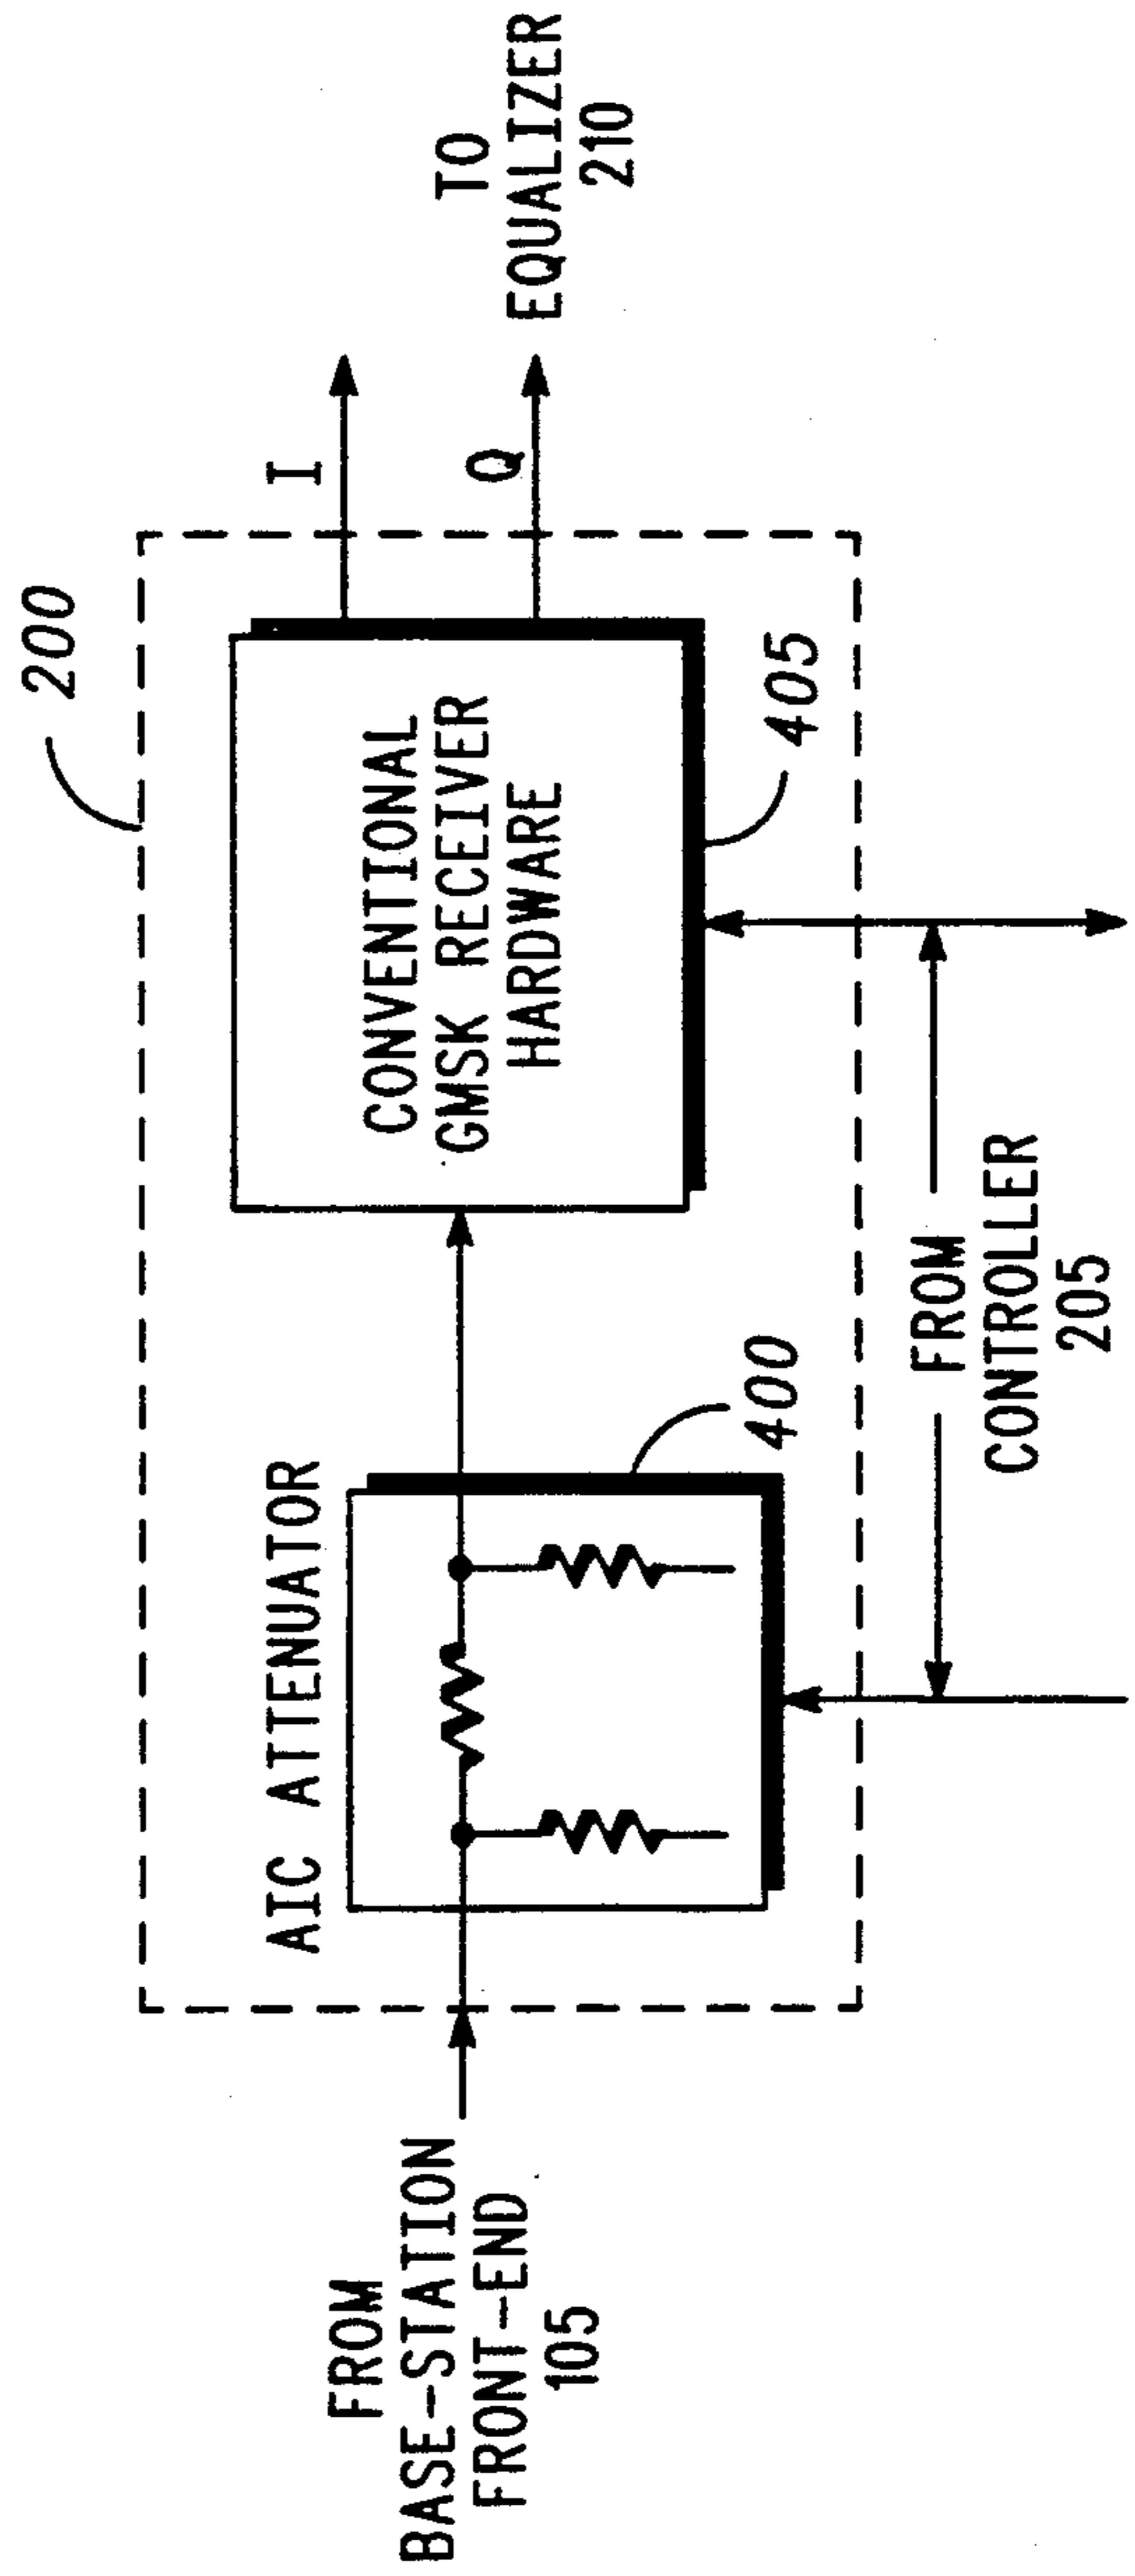 200
I
Q
TO
EQUALIZER
210
CONVENTIONAL
GMSK RECEIVER
HARDWARE
405
AIC ATTENUATOR
400
FROM
BASE-STATION
FRONT-END
105
FROM
CONTROLLER
205